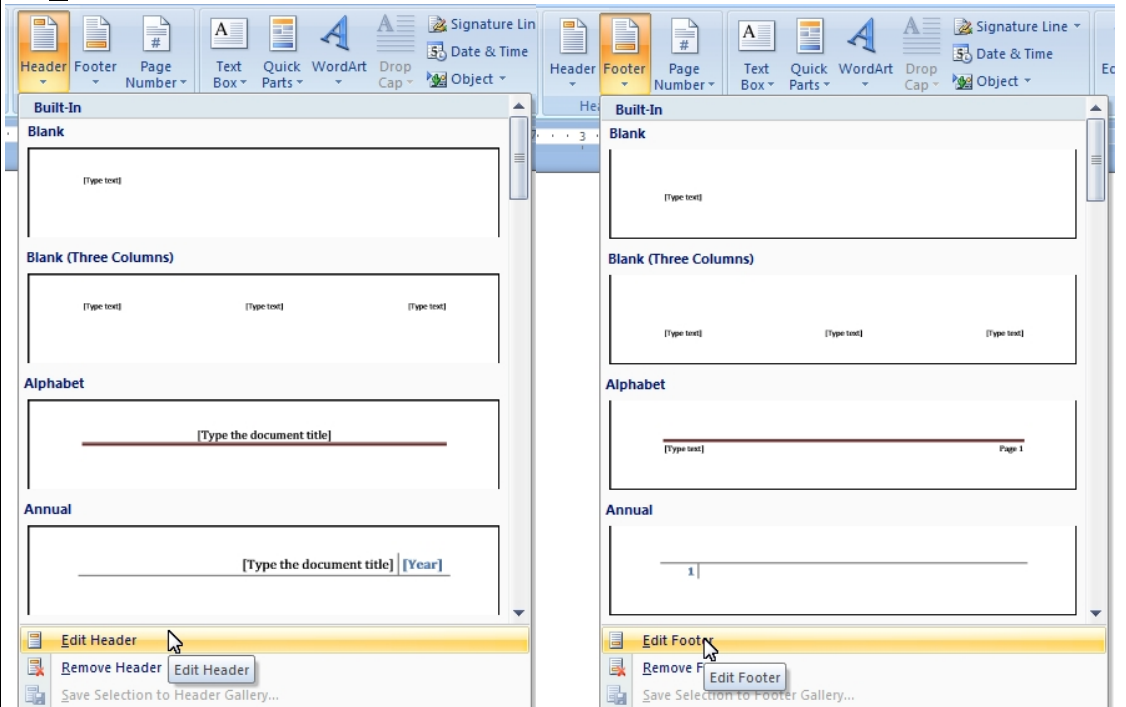 Header Footer Page Number
Text Box Quick Parts WordArt Drop Cap
Signature Lin
Date & Time
Object
Built-In
Blank
[Type text]
Blank (Three Columns)
[Type text] [Type text] [Type text]
Alphabet
[Type the document title]
Annual
[Type the document title] [Year]
Edit Header
Remove Header
Edit Header
Save Selection to Header Gallery...
Header Footer Page Number
Text Box Quick Parts WordArt Drop Cap
Signature Line
Date & Time
Object
Ec
Hea
3
Built-In
Blank
[Type text]
Blank (Three Columns)
[Type text] [Type text] [Type text]
Alphabet
[Type text] Page 1
Annual
1
Edit Footer
Remove F
Edit Footer
Save Selection to Footer Gallery...